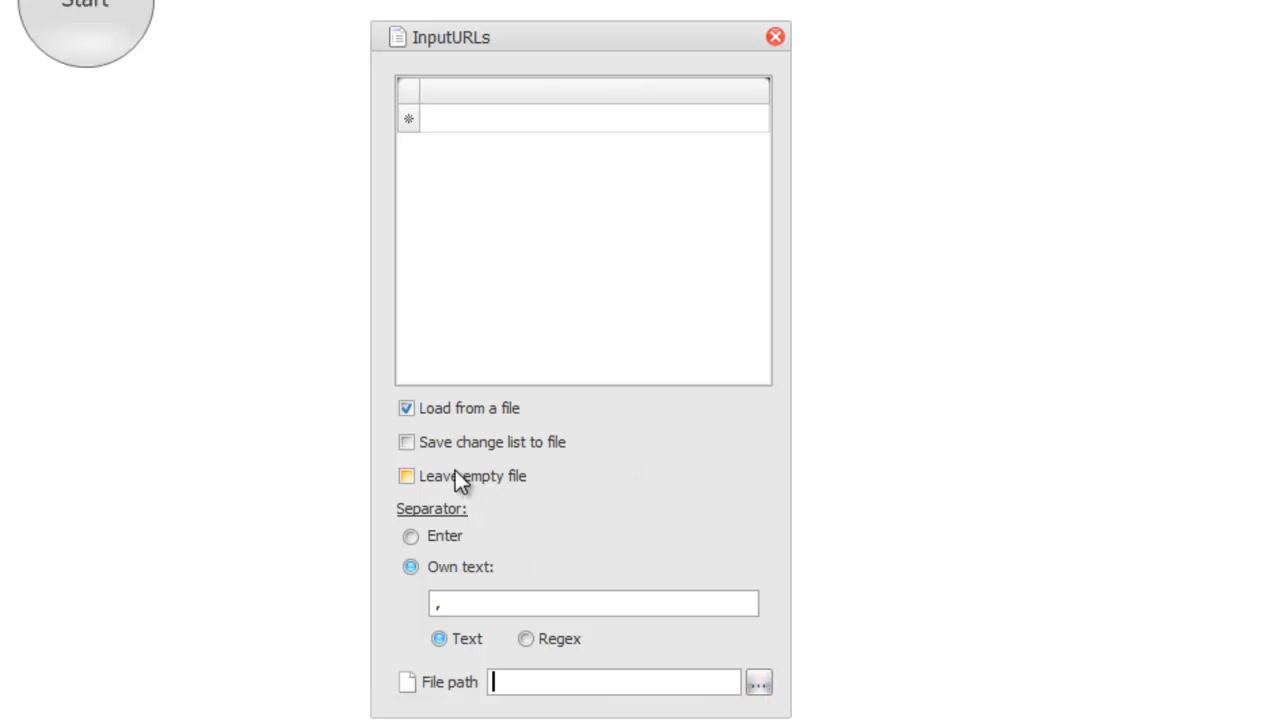 Start
InputURLs
Load from a file
Save change list to file
Leave empty file
Separator:
Enter
Own text:
,
Text Regex
File path ...